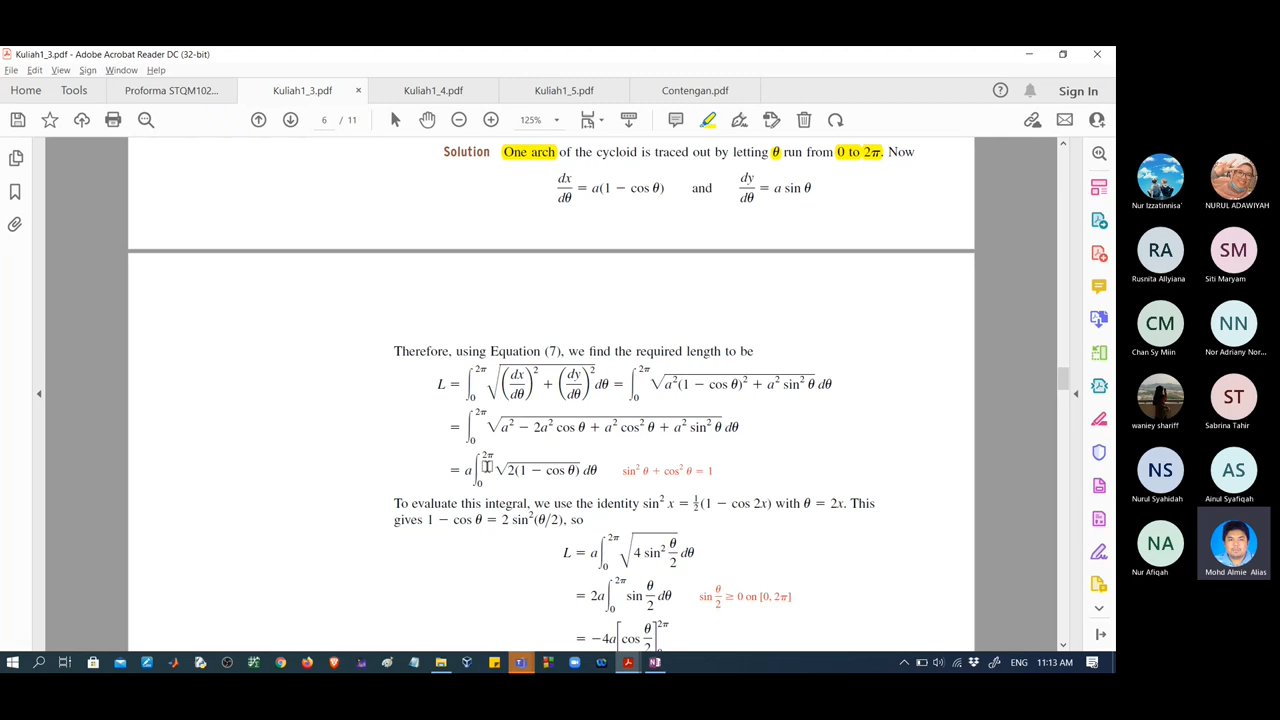 Kuliah1_3.pdf - Adobe Acrobat Reader DC (32-bit)
File Edit View Sign Window Help
Home Tools Proforma STQM102... Kuliah1_3.pdf × Kuliah1_4.pdf Kuliah1_5.pdf Contengan.pdf Sign In
6 / 11 125%
Solution One arch of the cycloid is traced out by letting θ run from 0 to 2π. Now
dx/dθ = a(1 − cos θ) and dy/dθ = a sin θ
Therefore, using Equation (7), we find the required length to be
L = ∫₀^2π √((dx/dθ)² + (dy/dθ)²) dθ = ∫₀^2π √(a²(1 − cos θ)² + a² sin² θ) dθ
= ∫₀^2π √(a² − 2a² cos θ + a² cos² θ + a² sin² θ) dθ
= a ∫₀^2π √(2(1 − cos θ)) dθ sin² θ + cos² θ = 1
To evaluate this integral, we use the identity sin² x = ½(1 − cos 2x) with θ = 2x. This
gives 1 − cos θ = 2 sin²(θ/2), so
L = a ∫₀^2π √(4 sin² θ/2) dθ
= 2a ∫₀^2π sin θ/2 dθ sin θ/2 ≥ 0 on [0, 2π]
= −4a[cos θ/2]^2π
Nur Izzatinnisa'
NURUL ADAWIYAH
RA
Rusnita Allyiana
SM
Siti Maryam
CM
Chan Sy Miin
NN
Nor Adriany Nor...
waniey shariff
ST
Sabrina Tahir
NS
Nurul Syahidah
AS
Ainul Syafiqah
NA
Nur Afiqah
Mohd Almie Alias
ENG 11:13 AM